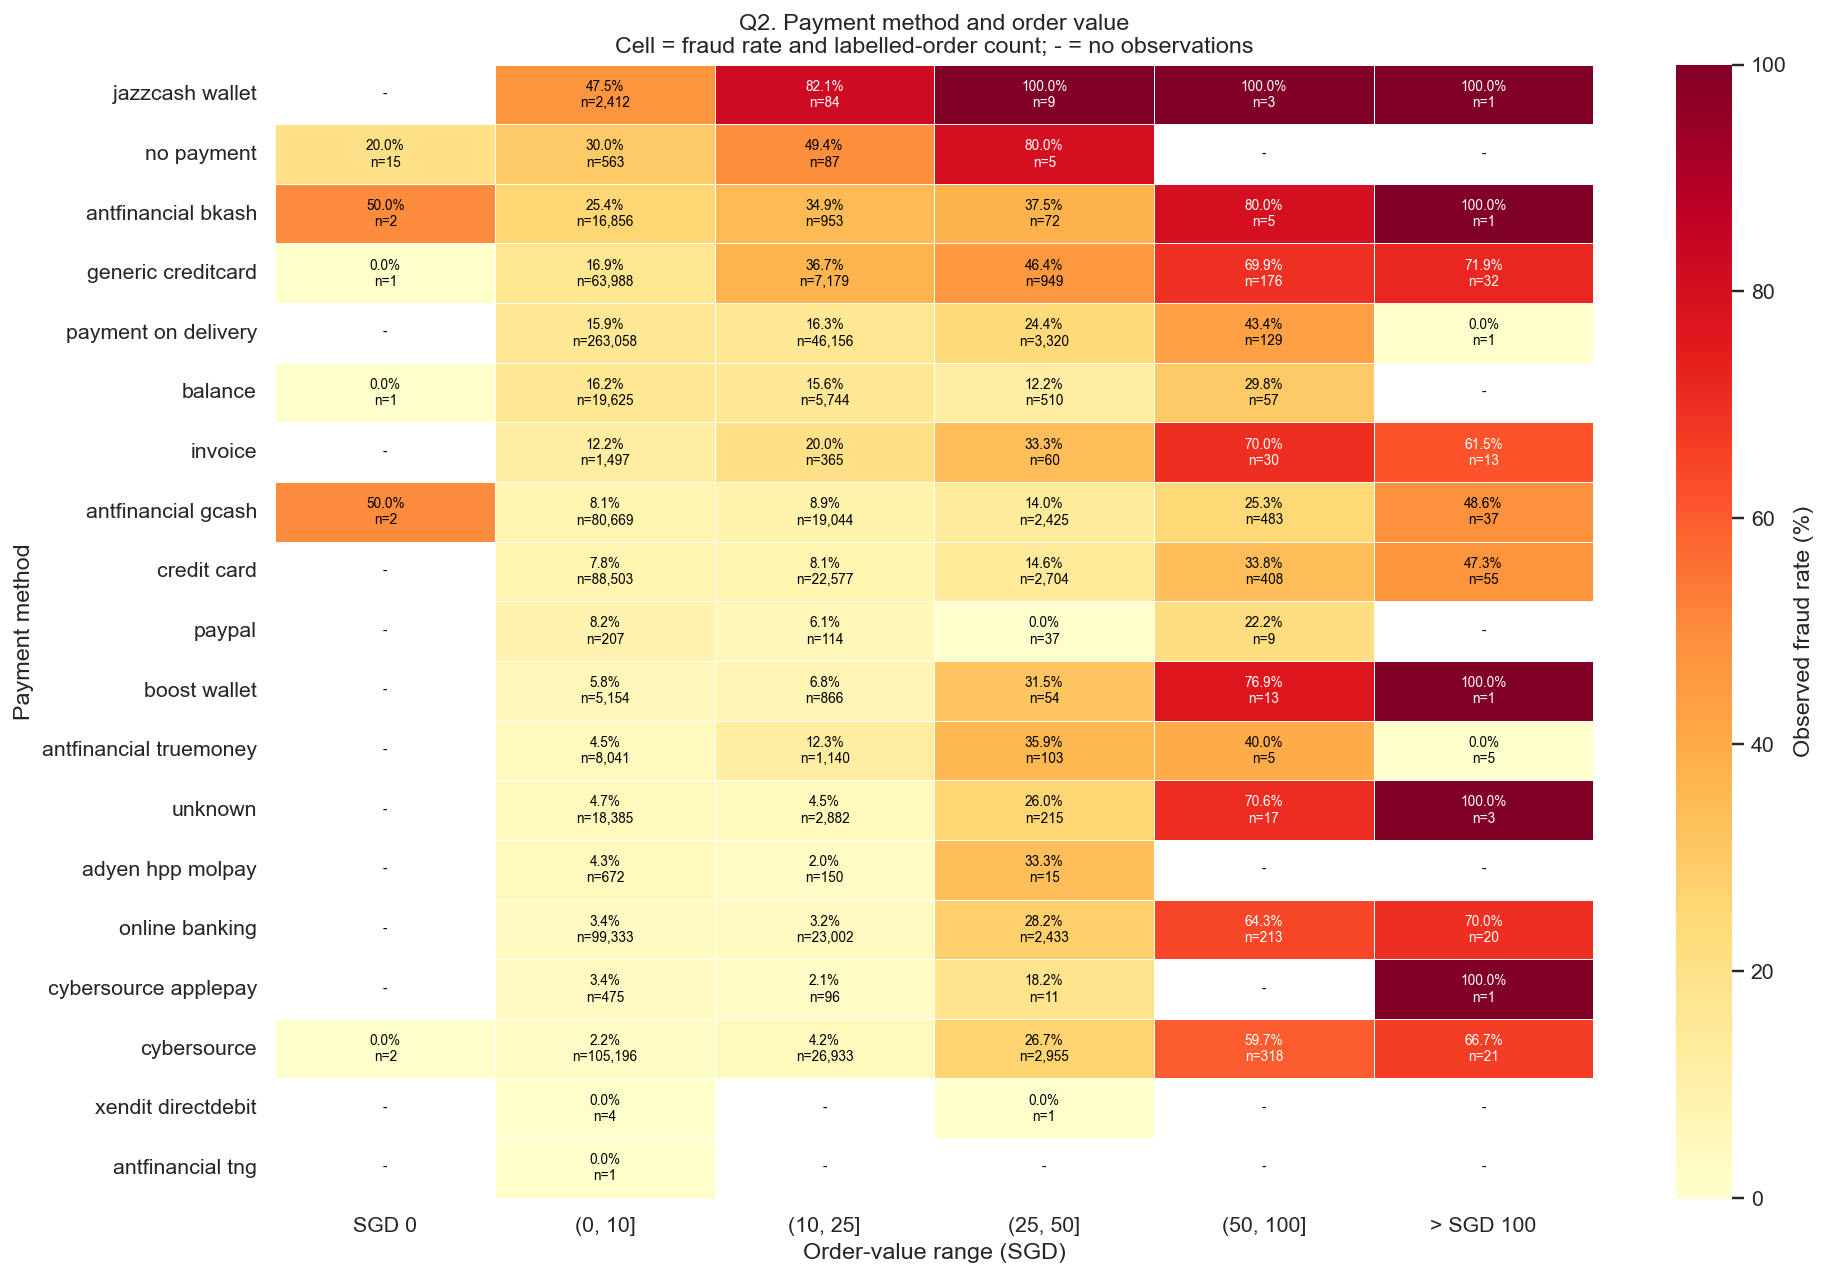 Q2. Payment method and order value
Cell = fraud rate and labelled-order count; - = no observations
jazzcash wallet
-
47.5%
n=2,412
82.1%
n=84
100.0%
n=9
100.0%
n=3
100.0%
n=1
no payment
20.0%
n=15
30.0%
n=563
49.4%
n=87
80.0%
n=5
-
-
antfinancial bkash
50.0%
n=2
25.4%
n=16,856
34.9%
n=953
37.5%
n=72
80.0%
n=5
100.0%
n=1
generic creditcard
0.0%
n=1
16.9%
n=63,988
36.7%
n=7,179
46.4%
n=949
69.9%
n=176
71.9%
n=32
payment on delivery
-
15.9%
n=263,058
16.3%
n=46,156
24.4%
n=3,320
43.4%
n=129
0.0%
n=1
balance
0.0%
n=1
16.2%
n=19,625
15.6%
n=5,744
12.2%
n=510
29.8%
n=57
-
invoice
-
12.2%
n=1,497
20.0%
n=365
33.3%
n=60
70.0%
n=30
61.5%
n=13
antfinancial gcash
50.0%
n=2
8.1%
n=80,669
8.9%
n=19,044
14.0%
n=2,425
25.3%
n=483
48.6%
n=37
credit card
-
7.8%
n=88,503
8.1%
n=22,577
14.6%
n=2,704
33.8%
n=408
47.3%
n=55
paypal
-
8.2%
n=207
6.1%
n=114
0.0%
n=37
22.2%
n=9
-
boost wallet
-
5.8%
n=5,154
6.8%
n=866
31.5%
n=54
76.9%
n=13
100.0%
n=1
antfinancial truemoney
-
4.5%
n=8,041
12.3%
n=1,140
35.9%
n=103
40.0%
n=5
0.0%
n=5
unknown
-
4.7%
n=18,385
4.5%
n=2,882
26.0%
n=215
70.6%
n=17
100.0%
n=3
adyen hpp molpay
-
4.3%
n=672
2.0%
n=150
33.3%
n=15
-
-
online banking
-
3.4%
n=99,333
3.2%
n=23,002
28.2%
n=2,433
64.3%
n=213
70.0%
n=20
cybersource applepay
-
3.4%
n=475
2.1%
n=96
18.2%
n=11
-
100.0%
n=1
cybersource
0.0%
n=2
2.2%
n=105,196
4.2%
n=26,933
26.7%
n=2,955
59.7%
n=318
66.7%
n=21
xendit directdebit
-
0.0%
n=4
-
0.0%
n=1
-
-
antfinancial tng
-
0.0%
n=1
-
-
-
-
SGD 0
(0, 10]
(10, 25]
(25, 50]
(50, 100]
> SGD 100
Order-value range (SGD)
Payment method
100
80
60
40
20
0
Observed fraud rate (%)